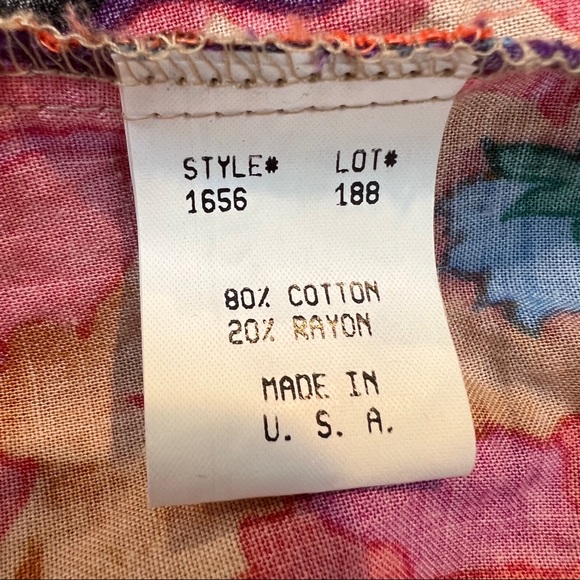 STYLE# LOT#
1656 188
80% COTTON
20% RAYON
MADE IN
U. S. A.